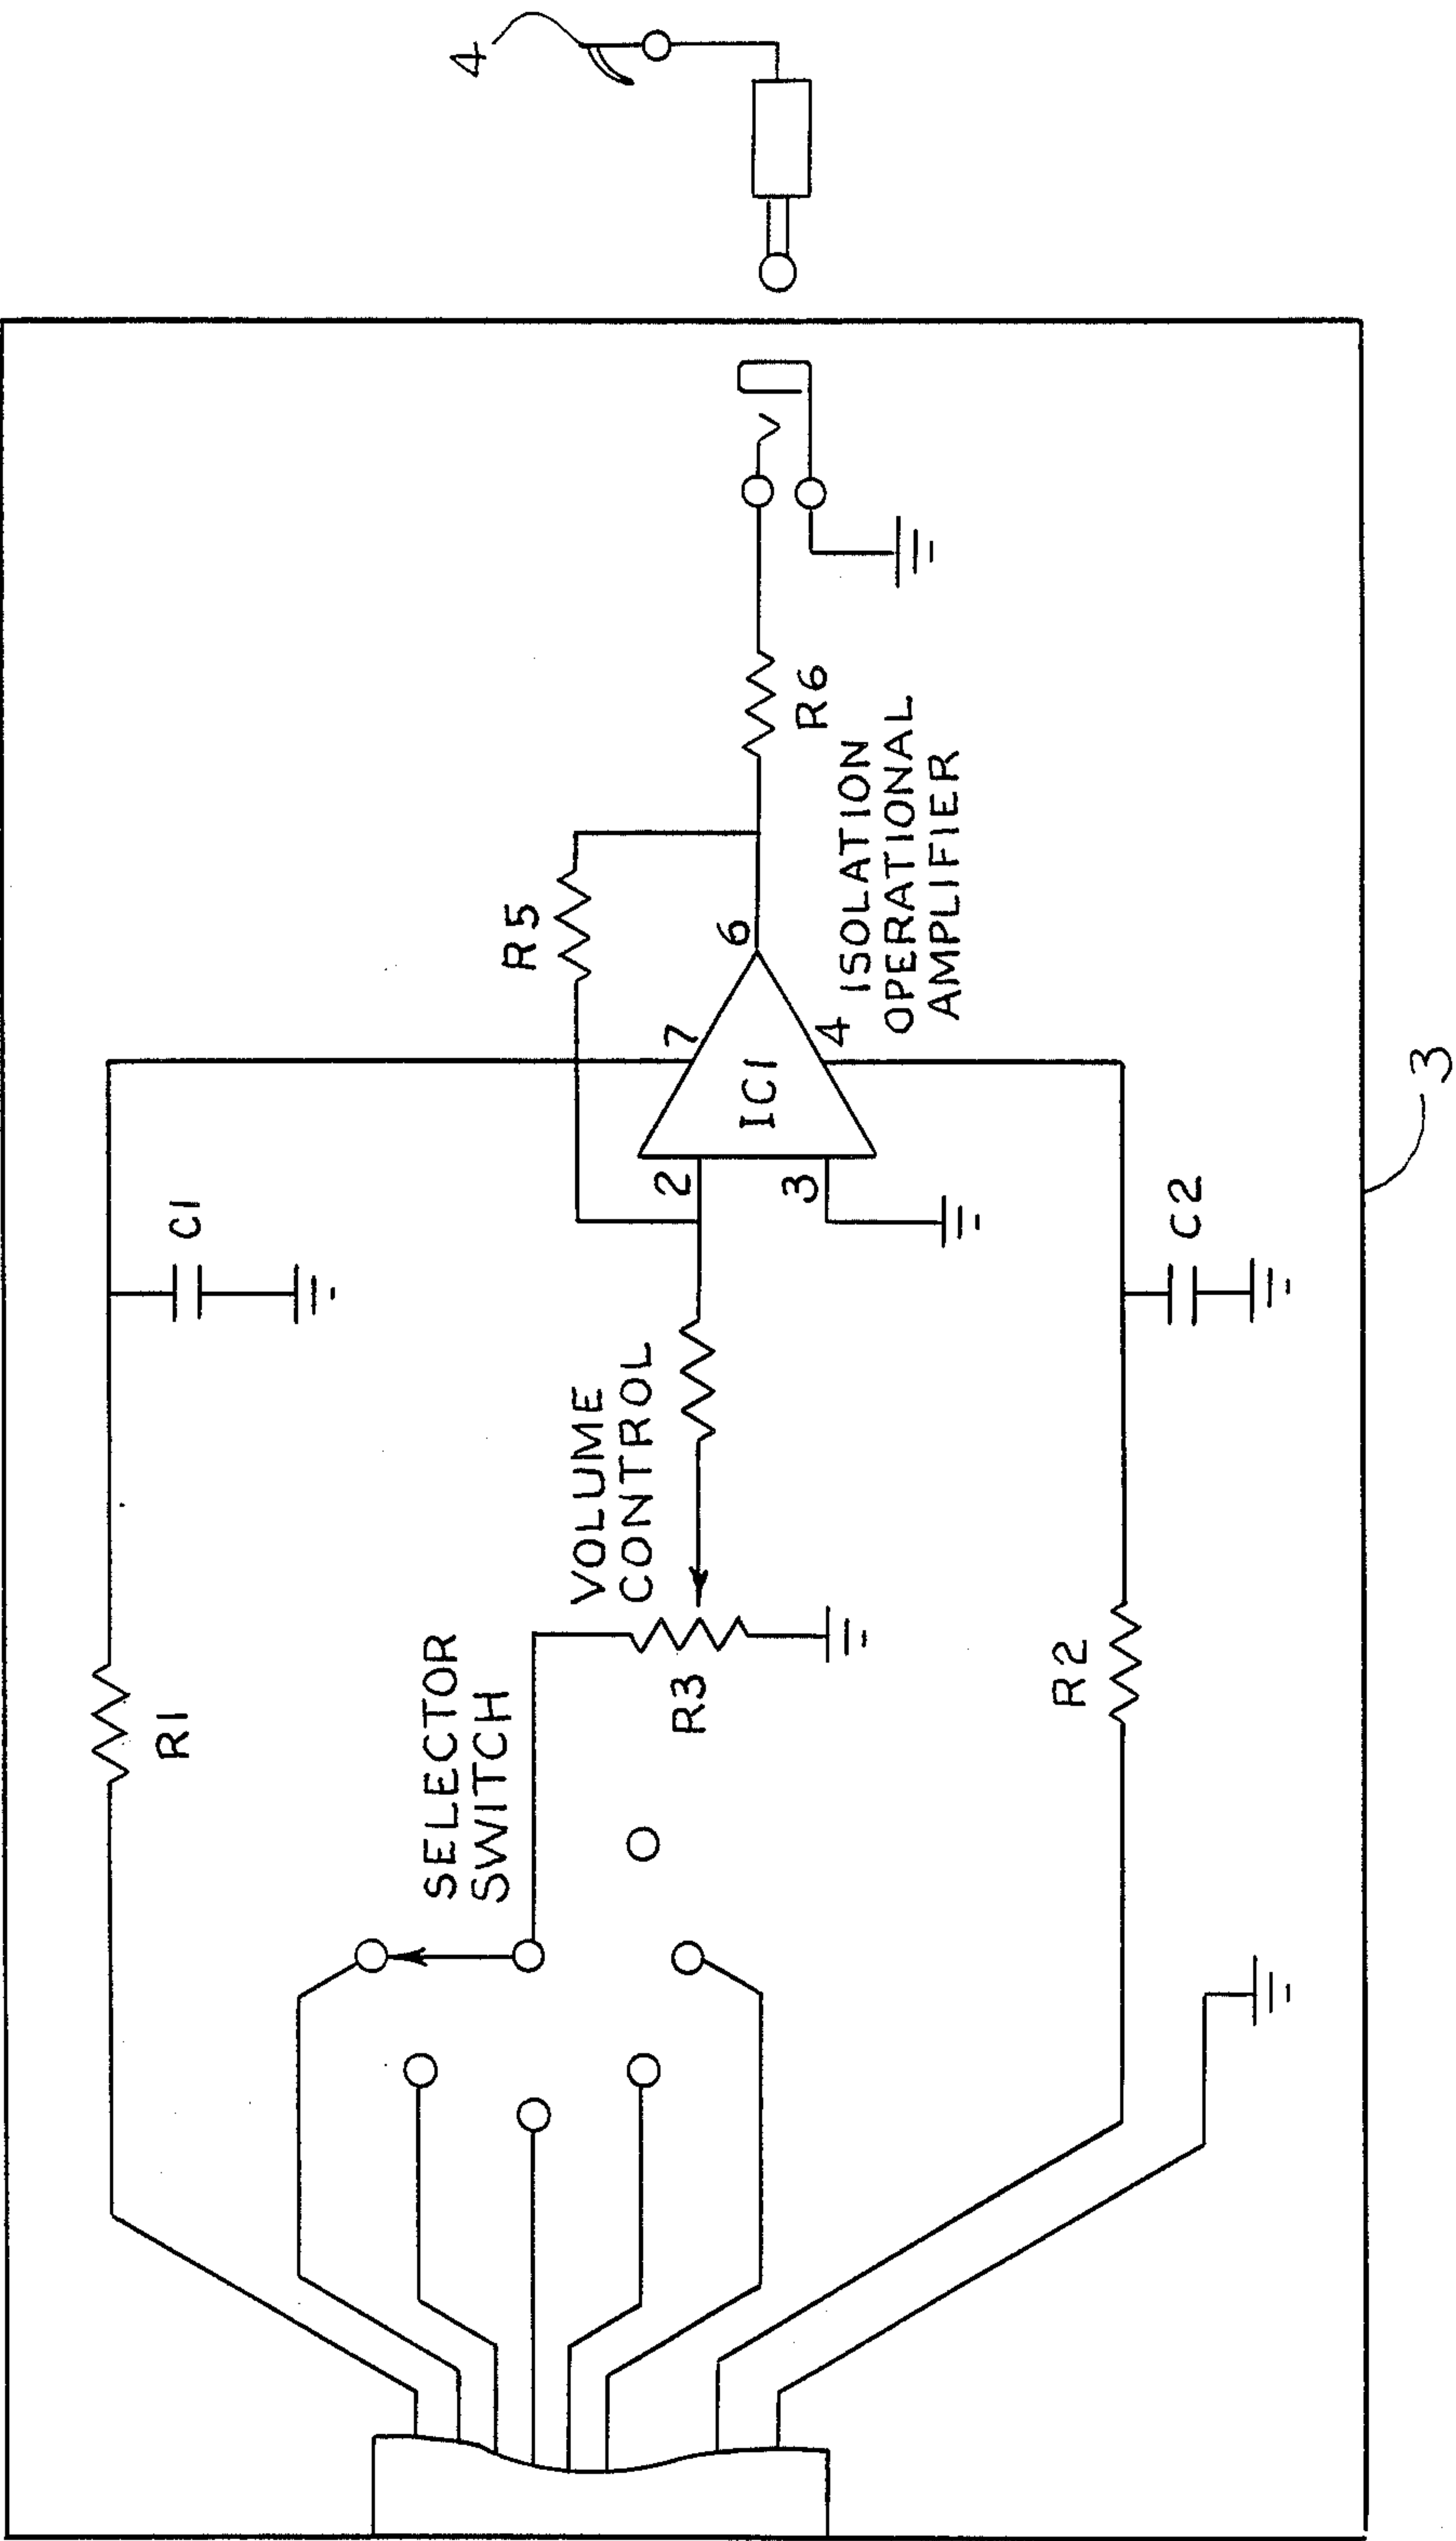 4
R1
C1
SELECTOR
SWITCH
VOLUME
CONTROL
R3
R5
2
3
7
4
6
IC1
R6
ISOLATION
OPERATIONAL
AMPLIFIER
R2
C2
3